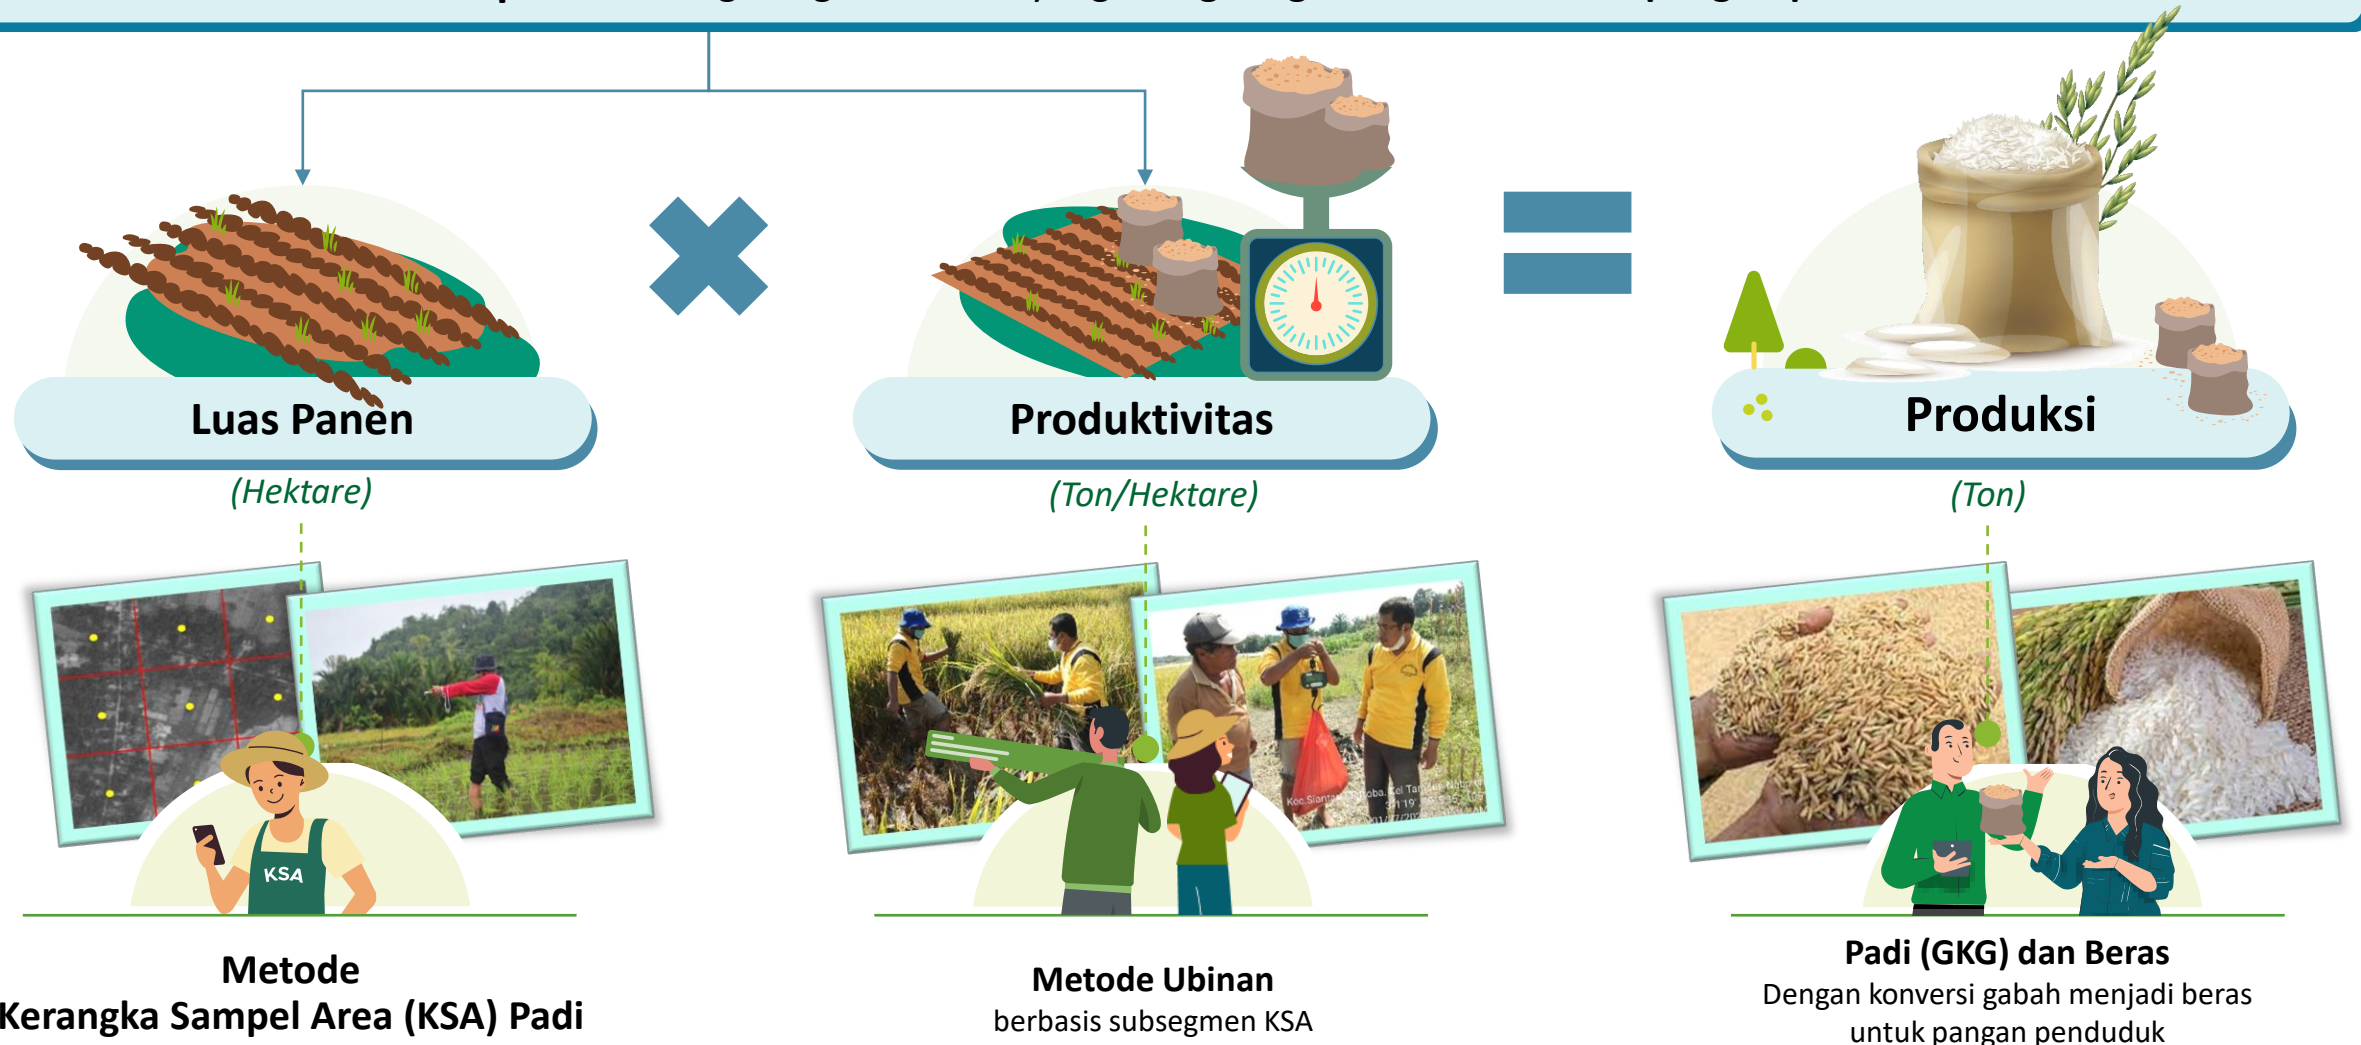 Luas Panen
(Hektare)
Produktivitas
(Ton/Hektare)
Produksi
(Ton)
KSA
Metode
Kerangka Sampel Area (KSA) Padi
Metode Ubinan
berbasis subsegmen KSA
Padi (GKG) dan Beras
Dengan konversi gabah menjadi beras
untuk pangan penduduk